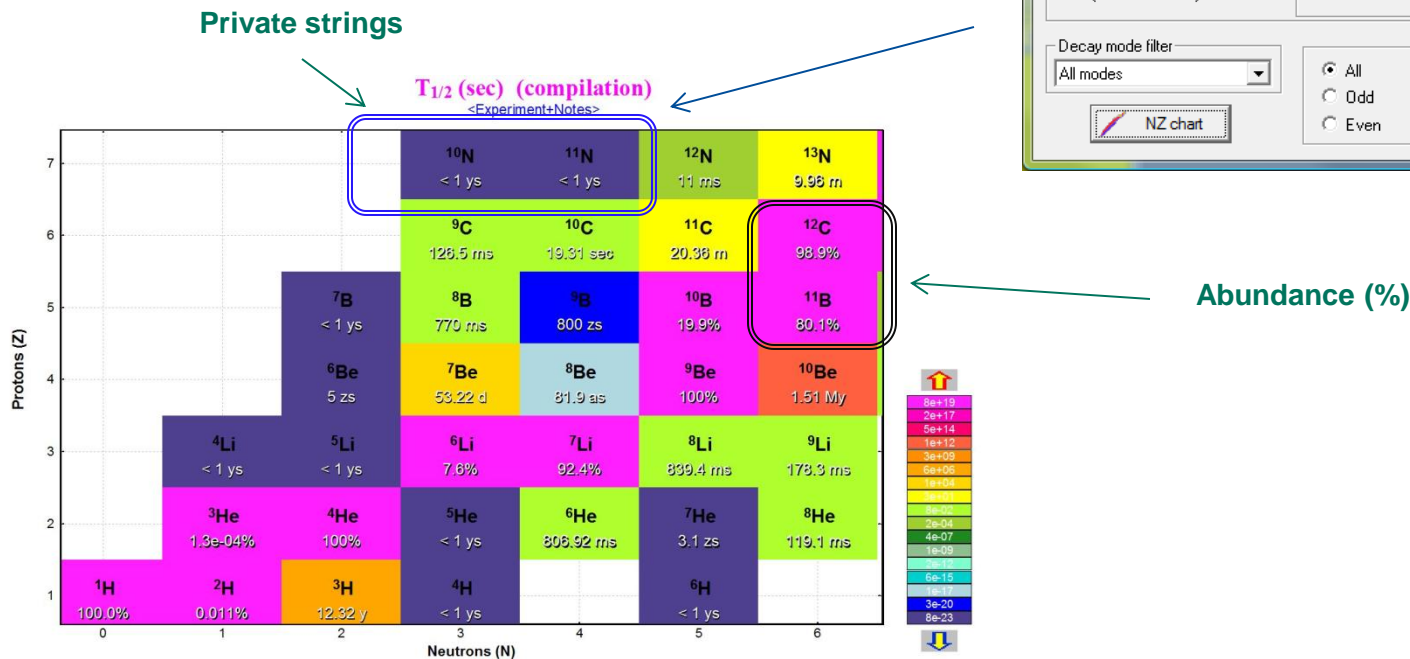 Private strings
Decay mode filter
All modes
All
Odd
Even
NZ chart
T1/2 (sec) (compilation)
<Experiment+Notes>
Protons (Z)
7
10N
< 1 ys
11N
< 1 ys
12N
11 ms
13N
9.96 m
6
9C
126.5 ms
10C
19.31 sec
11C
20.36 m
12C
98.9%
5
7B
< 1 ys
8B
770 ms
9B
800 zs
10B
19.9%
11B
80.1%
Abundance (%)
4
6Be
5 zs
7Be
53.22 d
8Be
81.9 as
9Be
100%
10Be
1.51 My
3
4Li
< 1 ys
5Li
< 1 ys
6Li
7.6%
7Li
92.4%
8Li
839.4 ms
9Li
178.3 ms
2
3He
1.3e-04%
4He
100%
5He
< 1 ys
6He
806.92 ms
7He
3.1 zs
8He
119.1 ms
1
1H
100.0%
2H
0.011%
3H
12.32 y
4H
< 1 ys
6H
< 1 ys
0
1
2
3
4
5
6
Neutrons (N)
8e+19
2e+17
5e+14
1e+12
3e+09
6e+06
1e+04
3e+01
8e-02
2e-04
4e-07
1e-09
2e-12
6e-15
1e-17
3e-20
8e-23